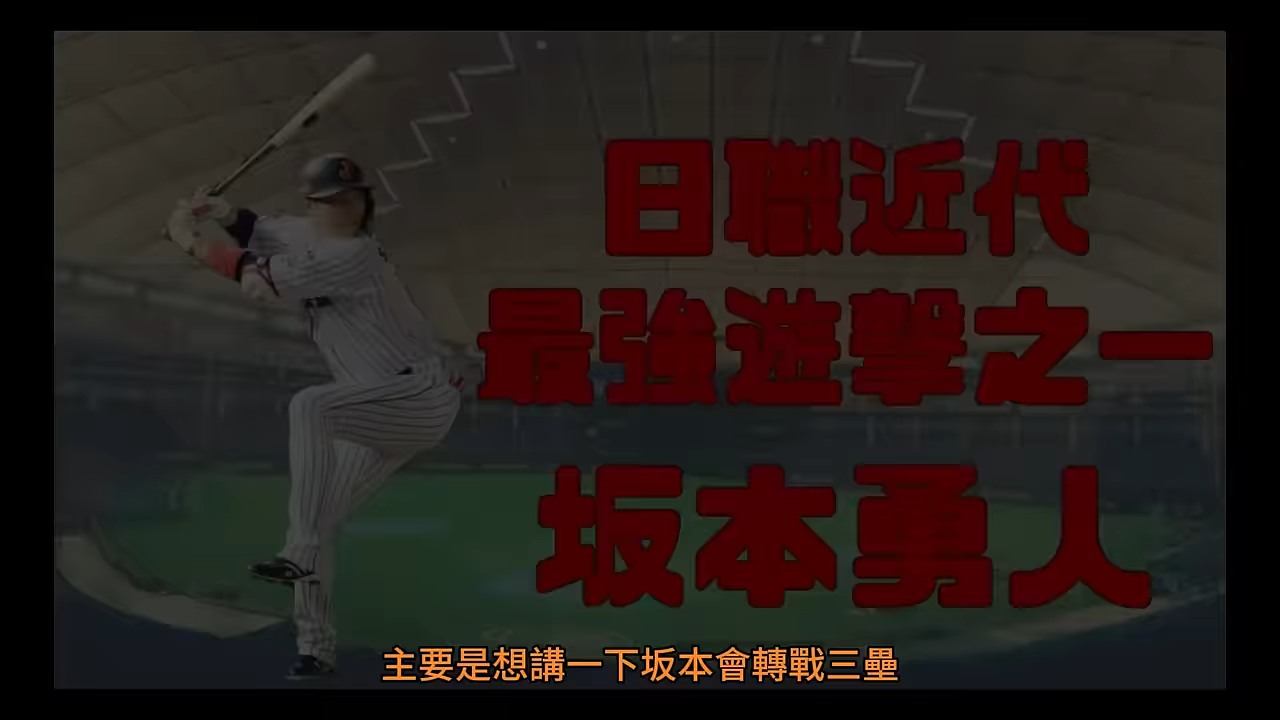 日職近代
最強遊撃之一
坂本勇人
主要是想講一下坂本會轉戰三壘